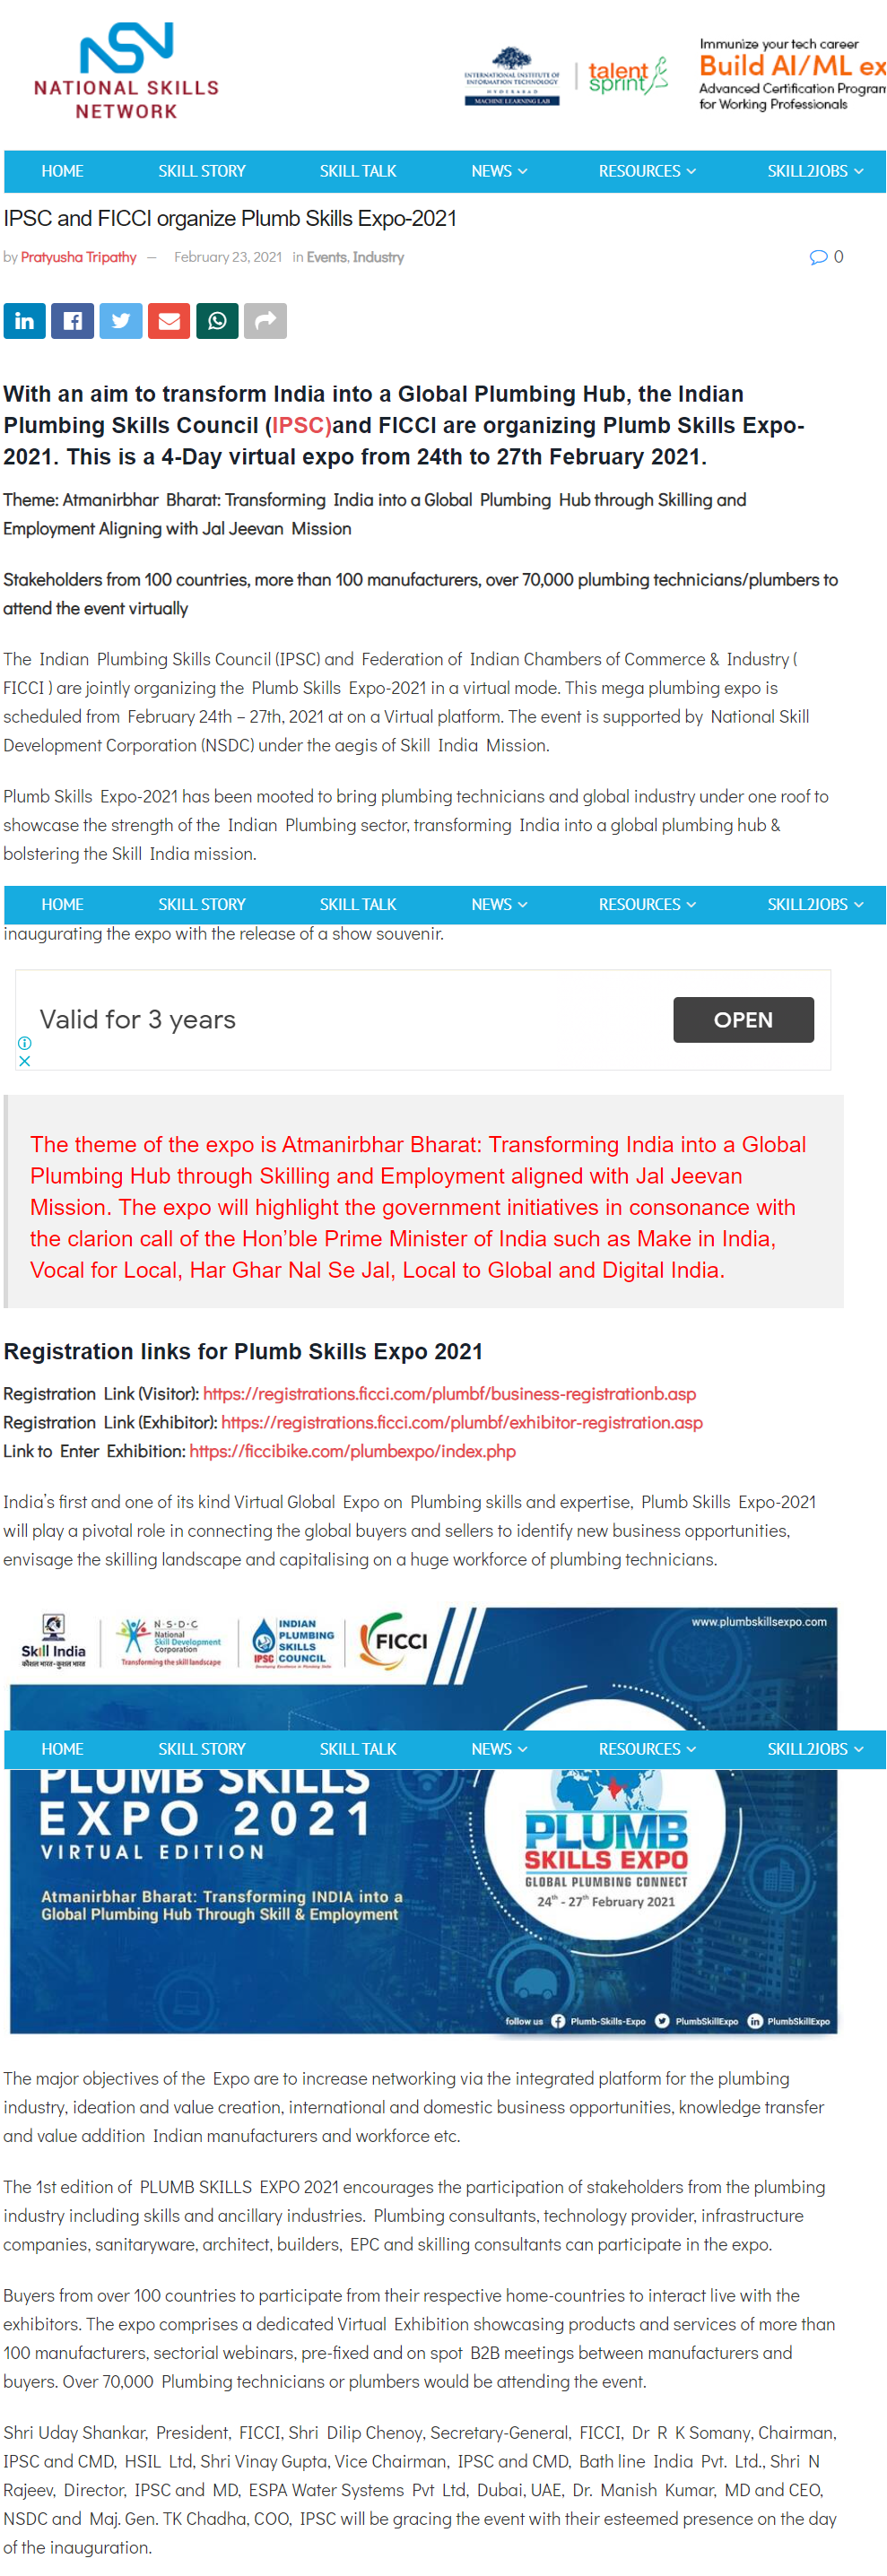 NATIONAL SKILLS
NETWORK
INTERNATIONAL INSTITUTE OF
INFORMATION TECHNOLOGY
HYDERABAD
MACHINE LEARNING LAB
talent
sprint
Immunize your tech career
Build AI/ML ex
Advanced Certification Program
for Working Professionals
HOME SKILL STORY SKILL TALK NEWS RESOURCES SKILL2JOBS
IPSC and FICCI organize Plumb Skills Expo-2021
by Pratyusha Tripathy — February 23, 2021 in Events, Industry 0
With an aim to transform India into a Global Plumbing Hub, the Indian
Plumbing Skills Council (IPSC)and FICCI are organizing Plumb Skills Expo-
2021. This is a 4-Day virtual expo from 24th to 27th February 2021.
Theme: Atmanirbhar Bharat: Transforming India into a Global Plumbing Hub through Skilling and
Employment Aligning with Jal Jeevan Mission
Stakeholders from 100 countries, more than 100 manufacturers, over 70,000 plumbing technicians/plumbers to
attend the event virtually
The Indian Plumbing Skills Council (IPSC) and Federation of Indian Chambers of Commerce & Industry (
FICCI ) are jointly organizing the Plumb Skills Expo-2021 in a virtual mode. This mega plumbing expo is
scheduled from February 24th – 27th, 2021 at on a Virtual platform. The event is supported by National Skill
Development Corporation (NSDC) under the aegis of Skill India Mission.
Plumb Skills Expo-2021 has been mooted to bring plumbing technicians and global industry under one roof to
showcase the strength of the Indian Plumbing sector, transforming India into a global plumbing hub &
bolstering the Skill India mission.
HOME SKILL STORY SKILL TALK NEWS RESOURCES SKILL2JOBS
inaugurating the expo with the release of a show souvenir.
Valid for 3 years OPEN
The theme of the expo is Atmanirbhar Bharat: Transforming India into a Global
Plumbing Hub through Skilling and Employment aligned with Jal Jeevan
Mission. The expo will highlight the government initiatives in consonance with
the clarion call of the Hon’ble Prime Minister of India such as Make in India,
Vocal for Local, Har Ghar Nal Se Jal, Local to Global and Digital India.
Registration links for Plumb Skills Expo 2021
Registration Link (Visitor): https://registrations.ficci.com/plumbf/business-registrationb.asp
Registration Link (Exhibitor): https://registrations.ficci.com/plumbf/exhibitor-registration.asp
Link to Enter Exhibition: https://ficcibike.com/plumbexpo/index.php
India’s first and one of its kind Virtual Global Expo on Plumbing skills and expertise, Plumb Skills Expo-2021
will play a pivotal role in connecting the global buyers and sellers to identify new business opportunities,
envisage the skilling landscape and capitalising on a huge workforce of plumbing technicians.
Skill India
कौशल भारत-कुशल भारत
N·S·D·C
National
Skill Development
Corporation
Transforming the skill landscape
INDIAN
PLUMBING
SKILLS
IPSC COUNCIL
Developing Excellence in Plumbing Skills
FICCI
www.plumbskillsexpo.com
HOME SKILL STORY SKILL TALK NEWS RESOURCES SKILL2JOBS
PLUMB SKILLS
EXPO 2021
VIRTUAL EDITION
Atmanirbhar Bharat: Transforming INDIA into a
Global Plumbing Hub Through Skill & Employment
PLUMB
SKILLS EXPO
GLOBAL PLUMBING CONNECT
24th - 27th February 2021
follow us Plumb-Skills-Expo PlumbSkillExpo PlumbSkillExpo
The major objectives of the Expo are to increase networking via the integrated platform for the plumbing
industry, ideation and value creation, international and domestic business opportunities, knowledge transfer
and value addition Indian manufacturers and workforce etc.
The 1st edition of PLUMB SKILLS EXPO 2021 encourages the participation of stakeholders from the plumbing
industry including skills and ancillary industries. Plumbing consultants, technology provider, infrastructure
companies, sanitaryware, architect, builders, EPC and skilling consultants can participate in the expo.
Buyers from over 100 countries to participate from their respective home-countries to interact live with the
exhibitors. The expo comprises a dedicated Virtual Exhibition showcasing products and services of more than
100 manufacturers, sectorial webinars, pre-fixed and on spot B2B meetings between manufacturers and
buyers. Over 70,000 Plumbing technicians or plumbers would be attending the event.
Shri Uday Shankar, President, FICCI, Shri Dilip Chenoy, Secretary-General, FICCI, Dr R K Somany, Chairman,
IPSC and CMD, HSIL Ltd, Shri Vinay Gupta, Vice Chairman, IPSC and CMD, Bath line India Pvt. Ltd., Shri N
Rajeev, Director, IPSC and MD, ESPA Water Systems Pvt Ltd, Dubai, UAE, Dr. Manish Kumar, MD and CEO,
NSDC and Maj. Gen. TK Chadha, COO, IPSC will be gracing the event with their esteemed presence on the day
of the inauguration.